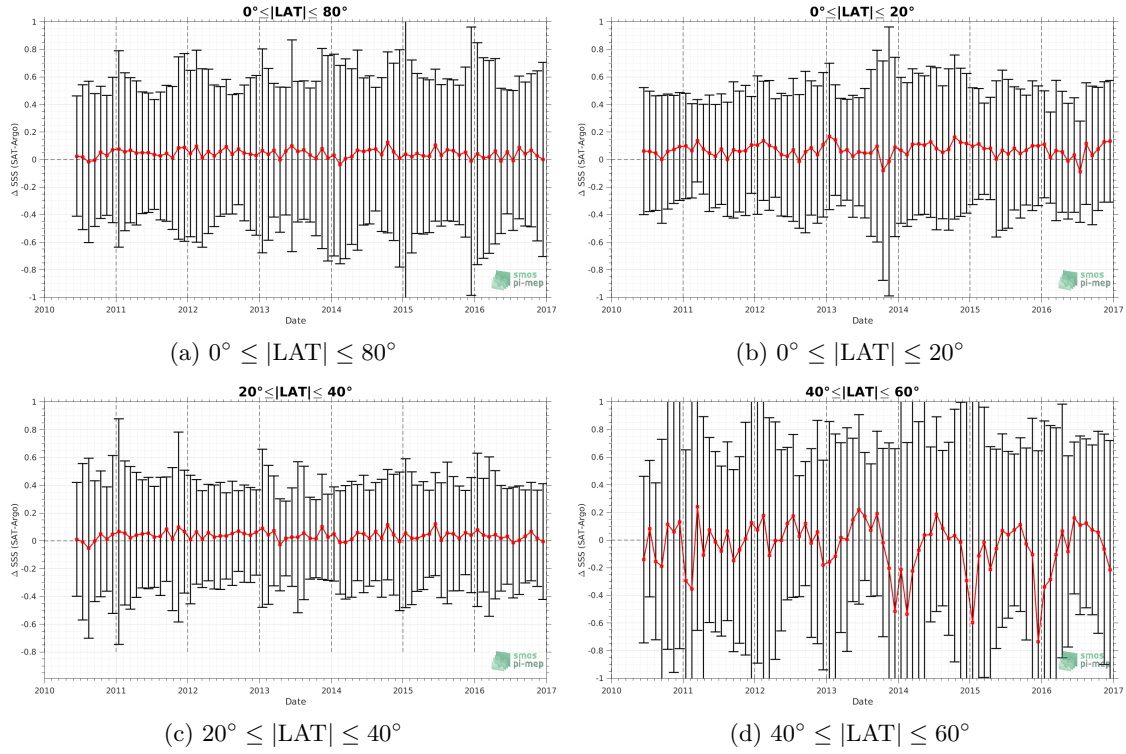 0°≤|LAT|≤ 80°
Δ SSS (SAT-Argo)
1
0.8
0.6
0.4
0.2
0
-0.2
-0.4
-0.6
-0.8
-1
2010 2011 2012 2013 2014 2015 2016 2017
Date
smos
pi-mep
(a) 0° ≤ |LAT| ≤ 80°
0°≤|LAT|≤ 20°
Δ SSS (SAT-Argo)
1
0.8
0.6
0.4
0.2
0
-0.2
-0.4
-0.6
-0.8
-1
2010 2011 2012 2013 2014 2015 2016 2017
Date
smos
pi-mep
(b) 0° ≤ |LAT| ≤ 20°
20°≤|LAT|≤ 40°
Δ SSS (SAT-Argo)
1
0.8
0.6
0.4
0.2
0
-0.2
-0.4
-0.6
-0.8
2010 2011 2012 2013 2014 2015 2016 2017
Date
smos
pi-mep
(c) 20° ≤ |LAT| ≤ 40°
40°≤|LAT|≤ 60°
Δ SSS (SAT-Argo)
1
0.8
0.6
0.4
0.2
0
-0.2
-0.4
-0.6
-0.8
-1
2010 2011 2012 2013 2014 2015 2016 2017
Date
smos
pi-mep
(d) 40° ≤ |LAT| ≤ 60°